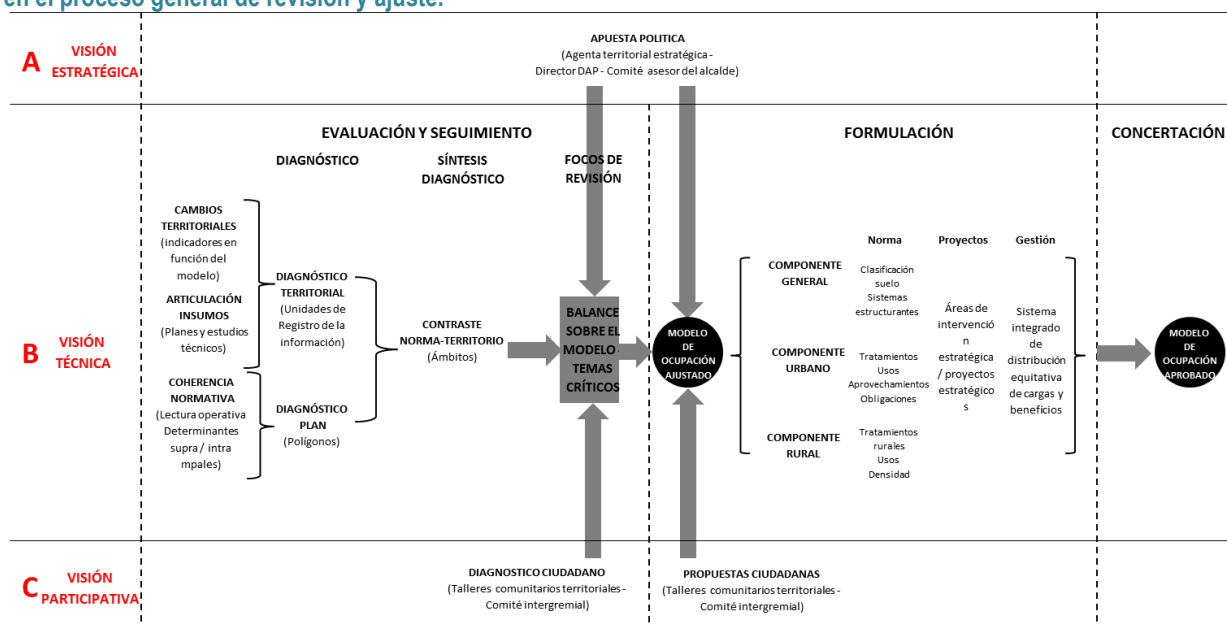 en el proceso general de revisión y ajuste.
A
VISIÓN
ESTRATÉGICA
APUESTA POLITICA
(Agenta territorial estratégica -
Director DAP - Comité asesor del alcalde)
EVALUACIÓN Y SEGUIMIENTO
FORMULACIÓN
CONCERTACIÓN
DIAGNÓSTICO
SÍNTESIS
DIAGNÓSTICO
FOCOS DE
REVISIÓN
B
VISIÓN
TÉCNICA
CAMBIOS
TERRITORIALES
(indicadores en
función del
modelo)
ARTICULACIÓN
INSUMOS
(Planes y estudios
técnicos)
COHERENCIA
NORMATIVA
(Lectura operativa
Determinantes
supra / intra
mpales)
DIAGNÓSTICO
TERRITORIAL
(Unidades de
Registro de la
información)
DIAGNÓSTICO
PLAN
(Polígonos)
CONTRASTE
NORMA-TERRITORIO
(Ámbitos)
BALANCE
SOBRE EL
MODELO -
TEMAS
CRÍTICOS
MODELO
DE
OCUPACIÓN
AJUSTADO
COMPONENTE
GENERAL
COMPONENTE
URBANO
COMPONENTE
RURAL
Norma
Clasificación
suelo
Sistemas
estructurantes
Tratamientos
Usos
Aprovechamientos
Obligaciones
Tratamientos
rurales
Usos
Densidad
Proyectos
Áreas de
intervenció
n
estratégica
/ proyectos
estratégico
s
Gestión
Sistema
integrado
de
distribución
equitativa
de cargas y
beneficios
MODELO
DE
OCUPACIÓN
APROBADO
C
VISIÓN
PARTICIPATIVA
DIAGNOSTICO CIUDADANO
(Talleres comunitarios territoriales -
Comité intergremial)
PROPUESTAS CIUDADANAS
(Talleres comunitarios territoriales -
Comité intergremial)